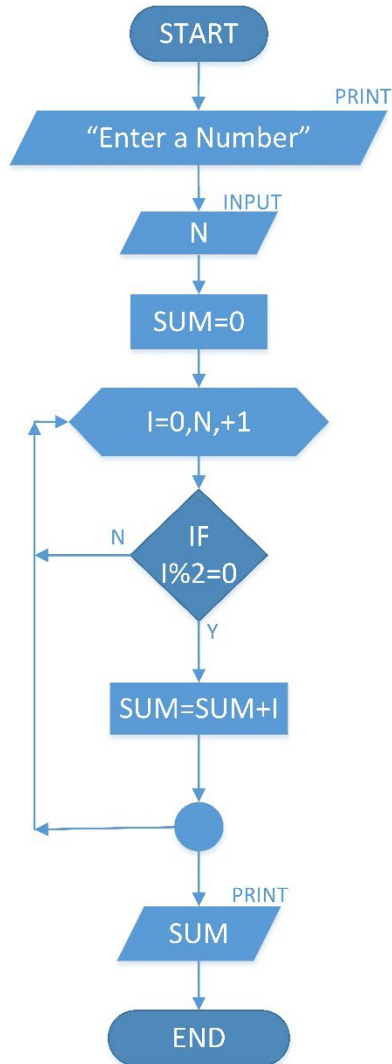 START
PRINT
“Enter a Number”
INPUT
N
SUM=0
I=0,N,+1
N
IF
I%2=0
Y
SUM=SUM+I
PRINT
SUM
END